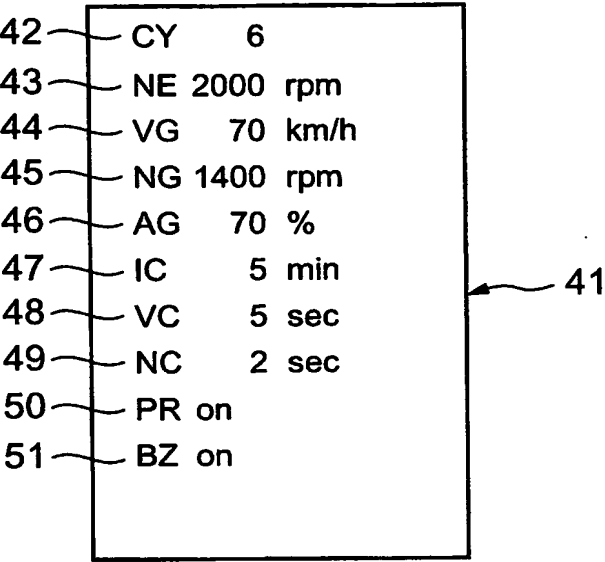 42 CY 6
43 NE 2000 rpm
44 VG 70 km/h
45 NG 1400 rpm
46 AG 70 %
47 IC 5 min
41
48 VC 5 sec
49 NC 2 sec
50 PR on
51 BZ on